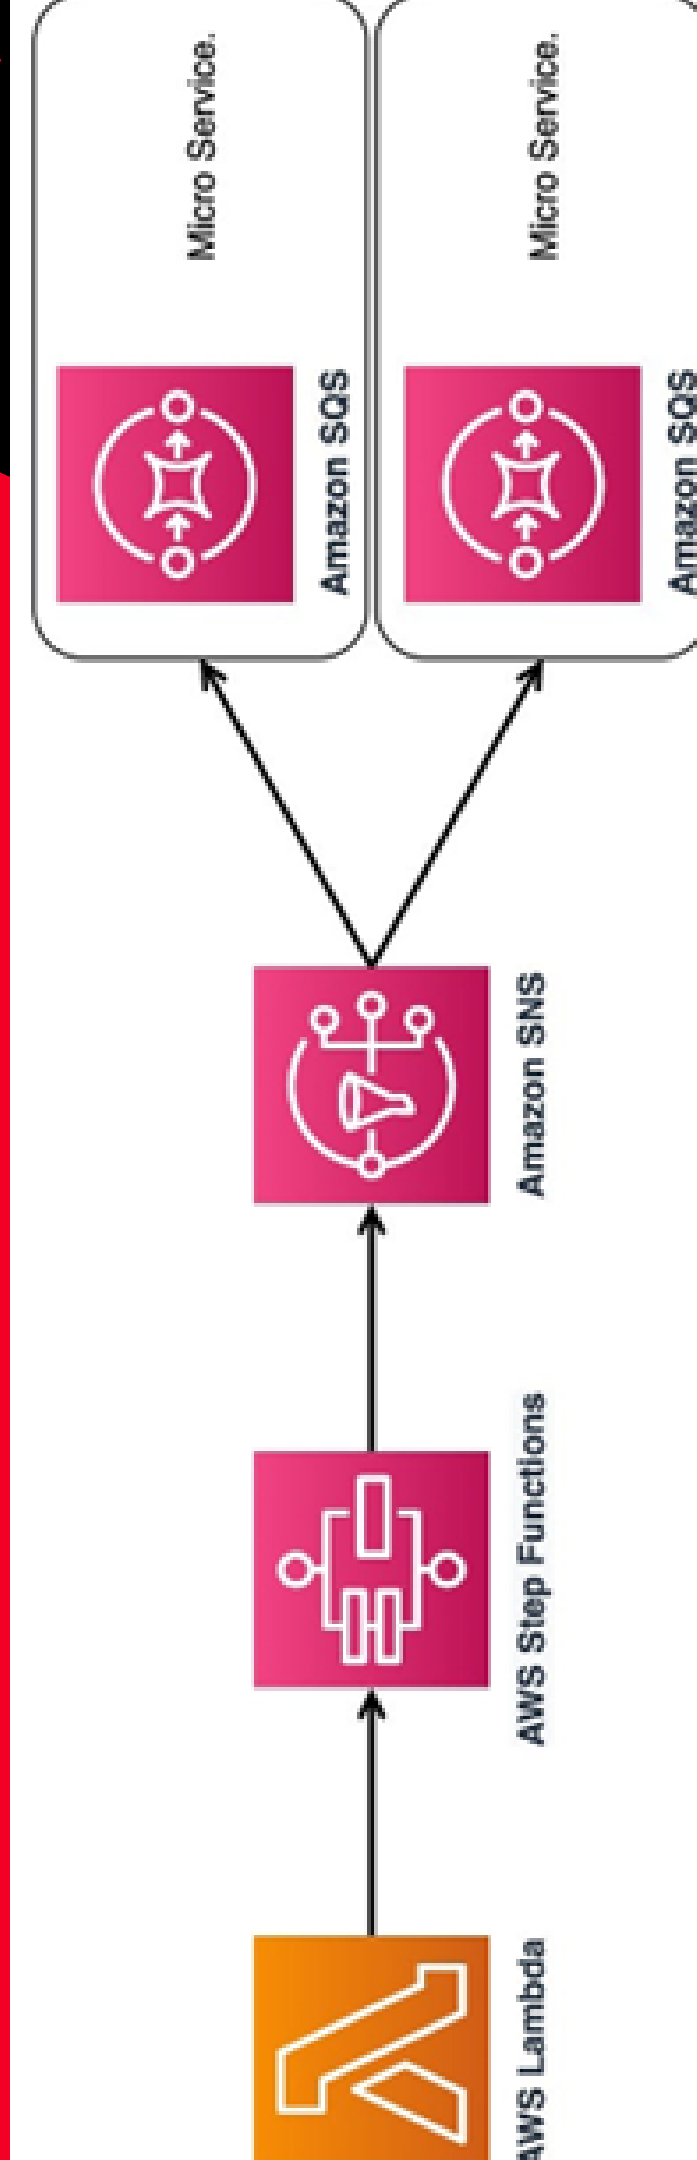 AWS Lambda
AWS Step Functions
Amazon SNS
Amazon SQS
Micro Service.
Amazon SQS
Micro Service.